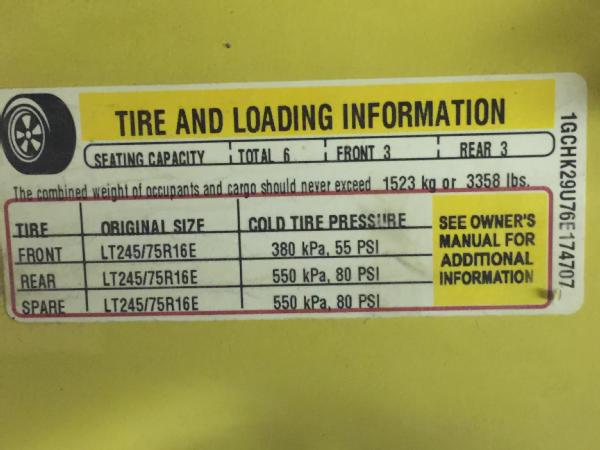 TIRE AND LOADING INFORMATION
SEATING CAPACITY TOTAL 6 FRONT 3 REAR 3
The combined weight of occupants and cargo should never exceed 1523 kg or 3358 lbs.
TIRE ORIGINAL SIZE COLD TIRE PRESSURE
FRONT LT245/75R16E 380 kPa, 55 PSI
REAR LT245/75R16E 550 kPa, 80 PSI
SPARE LT245/75R16E 550 kPa, 80 PSI
SEE OWNER'S
MANUAL FOR
ADDITIONAL
INFORMATION
1GCHK29U76E174707